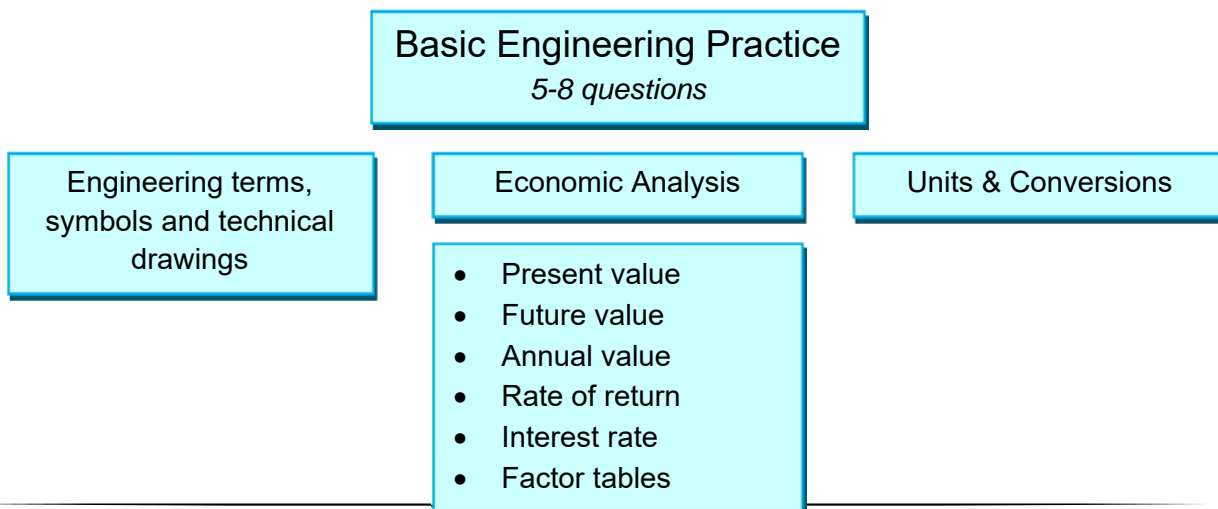 Basic Engineering Practice
5-8 questions
Engineering terms,
symbols and technical
drawings
Economic Analysis
• Present value
• Future value
• Annual value
• Rate of return
• Interest rate
• Factor tables
Units & Conversions